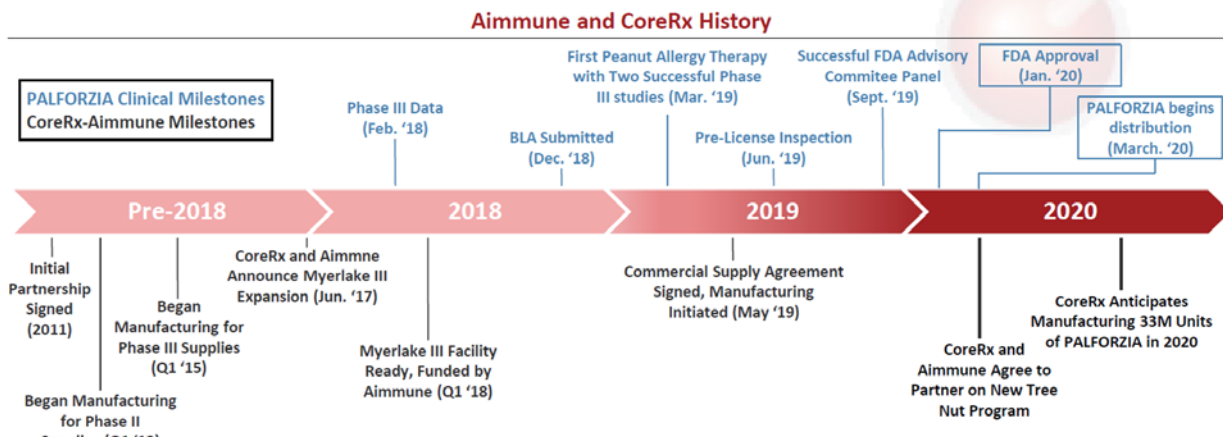 Aimmune and CoreRx History
PALFORZIA Clinical Milestones
CoreRx-Aimmune Milestones
Phase III Data
(Feb. '18)
BLA Submitted
(Dec. '18)
First Peanut Allergy Therapy
with Two Successful Phase
III studies (Mar. '19)
Pre-License Inspection
(Jun. '19)
Successful FDA Advisory
Commitee Panel
(Sept. '19)
FDA Approval
(Jan. '20)
PALFORZIA begins
distribution
(March. '20)
Pre-2018
2018
2019
2020
Initial
Partnership
Signed
(2011)
Began Manufacturing
for Phase II
Began
Manufacturing for
Phase III Supplies
(Q1 '15)
CoreRx and Aimmne
Announce Myerlake III
Expansion (Jun. '17)
Myerlake III Facility
Ready, Funded by
Aimmune (Q1 '18)
Commercial Supply Agreement
Signed, Manufacturing
Initiated (May '19)
CoreRx and
Aimmune Agree to
Partner on New Tree
Nut Program
CoreRx Anticipates
Manufacturing 33M Units
of PALFORZIA in 2020